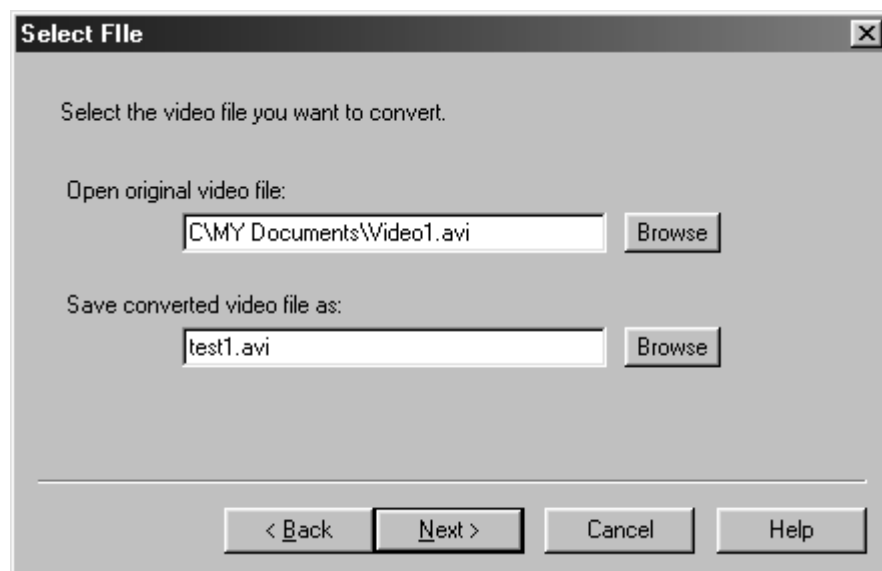 Select FIle
Select the video file you want to convert.
Open original video file:
C\MY Documents\Video1.avi
Browse
Save converted video file as:
test1.avi
Browse
< Back
Next >
Cancel
Help